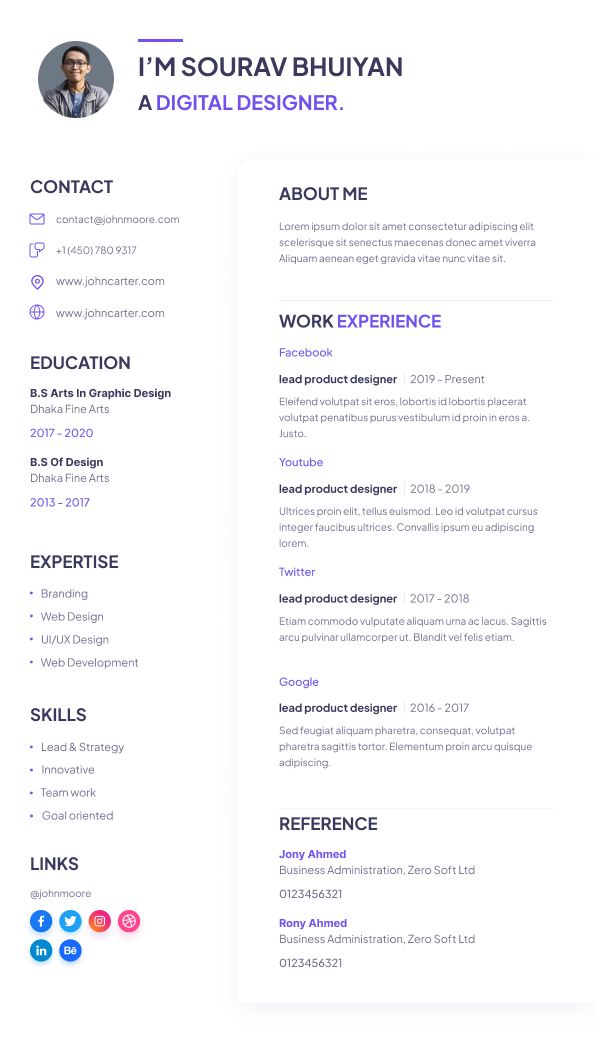 I'M SOURAV BHUIYAN
A DIGITAL DESIGNER.
CONTACT
contact@johnmoore.com
+1 (450) 780 9317
www.johncarter.com
www.johncarter.com
EDUCATION
B.S Arts In Graphic Design
Dhaka Fine Arts
2017 - 2020
B.S Of Design
Dhaka Fine Arts
2013 - 2017
EXPERTISE
• Branding
• Web Design
• UI/UX Design
• Web Development
SKILLS
• Lead & Strategy
• Innovative
• Team work
• Goal oriented
LINKS
@johnmoore
f
in
Bē
ABOUT ME
Lorem ipsum dolor sit amet consectetur adipiscing elit
scelerisque sit senectus maecenas donec amet viverra
Aliquam aenean eget gravida vitae nunc vitae sit.
WORK EXPERIENCE
Facebook
lead product designer | 2019 - Present
Eleifend volutpat sit eros, lobortis id lobortis placerat
volutpat penatibus purus vestibulum id proin in eros a.
Justo.
Youtube
lead product designer | 2018 - 2019
Ultrices proin elit, tellus euismod. Leo id volutpat cursus
integer faucibus ultrices. Convallis ipsum eu adipiscing
lorem.
Twitter
lead product designer | 2017 - 2018
Etiam commodo vulputate aliquam urna ac lacus. Sagittis
arcu pulvinar ullamcorper ut. Blandit vel felis etiam.
Google
lead product designer | 2016 - 2017
Sed feugiat aliquam pharetra, consequat, volutpat
pharetra sagittis tortor. Elementum proin arcu quisque
adipiscing.
REFERENCE
Jony Ahmed
Business Administration, Zero Soft Ltd
0123456321
Rony Ahmed
Business Administration, Zero Soft Ltd
0123456321